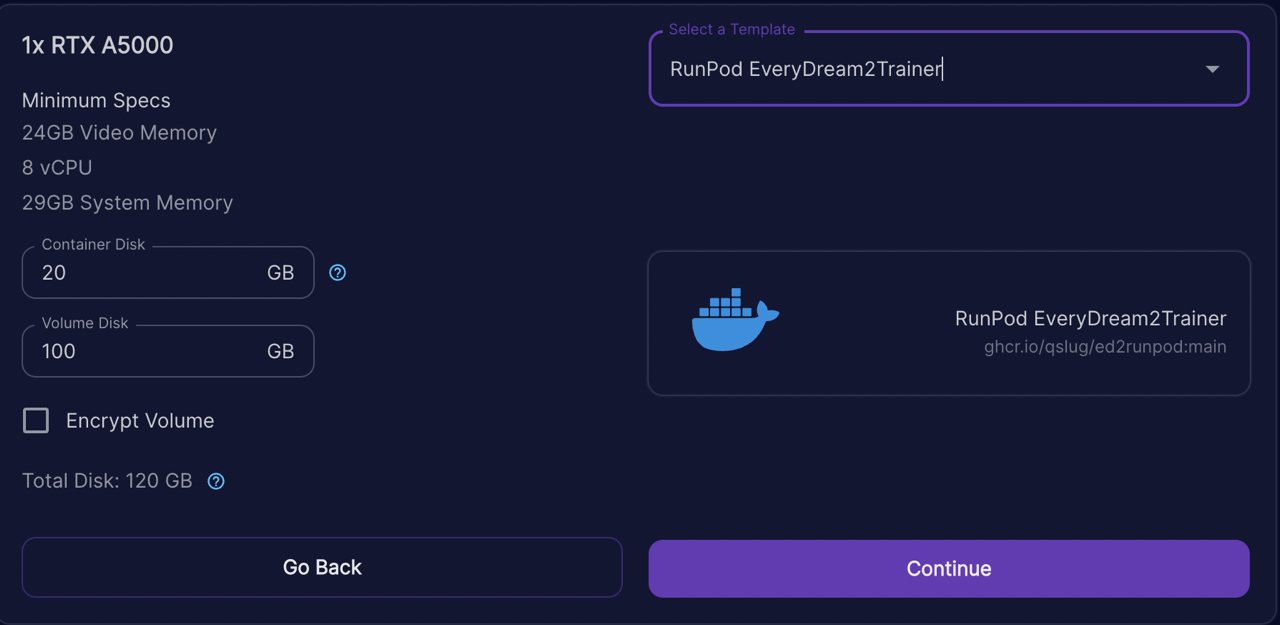 1x RTX A5000
Minimum Specs
24GB Video Memory
8 vCPU
29GB System Memory
Container Disk
20 GB
Volume Disk
100 GB
Encrypt Volume
Total Disk: 120 GB
Go Back
Select a Template
RunPod EveryDream2Trainer
RunPod EveryDream2Trainer
ghcr.io/qslug/ed2runpod:main
Continue